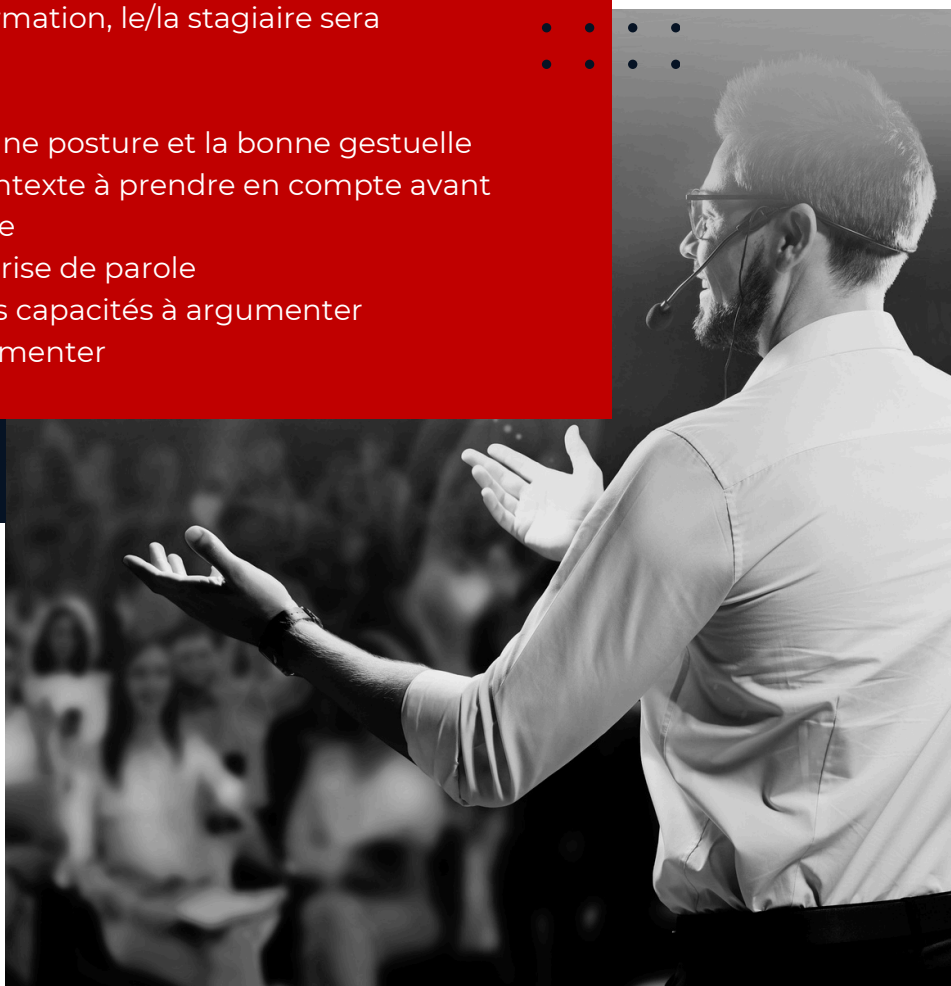 rmation, le/la stagiaire sera
ne posture et la bonne gestuelle
ntexte à prendre en compte avant
e
rise de parole
s capacités à argumenter
menter